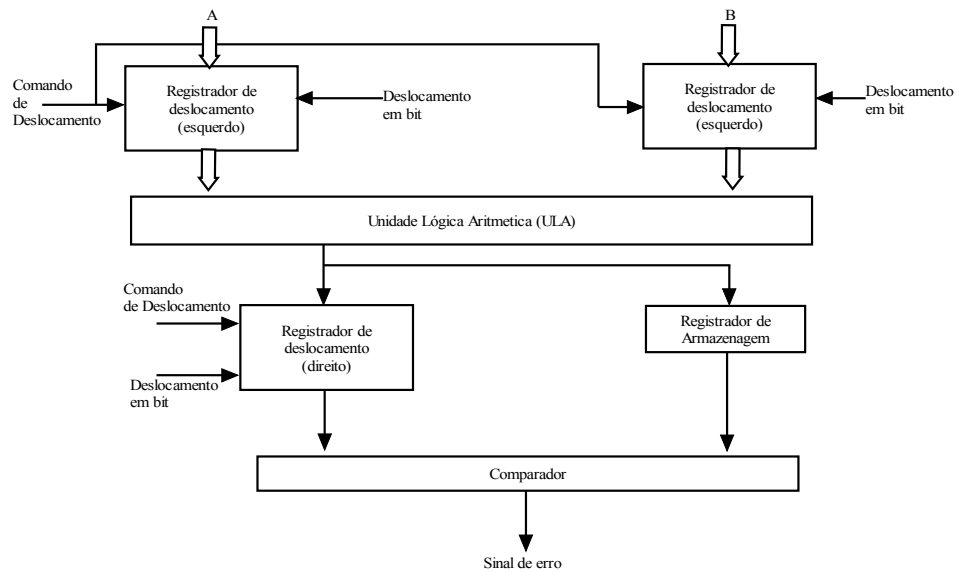 A
B
Comando
de
Deslocamento
Registrador de
deslocamento
(esquerdo)
Deslocamento
em bit
Registrador de
deslocamento
(esquerdo)
Deslocamento
em bit
Unidade Lógica Aritmetica (ULA)
Comando
de Deslocamento
Registrador de
deslocamento
(direito)
Deslocamento
em bit
Registrador de
Armazenagem
Comparador
Sinal de erro